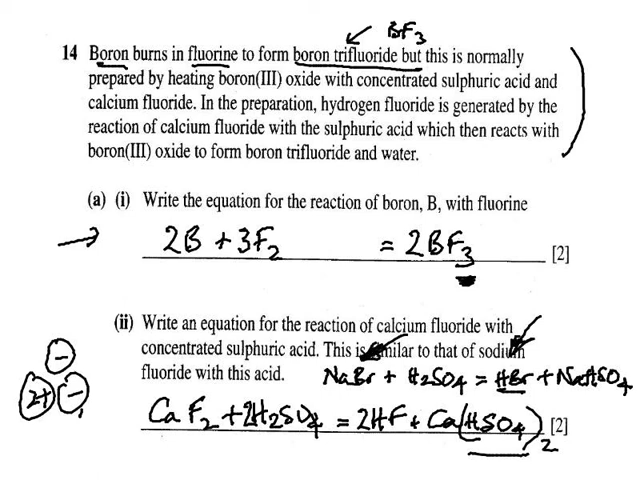 BF3
14 Boron burns in fluorine to form boron trifluoride but this is normally
prepared by heating boron(III) oxide with concentrated sulphuric acid and
calcium fluoride. In the preparation, hydrogen fluoride is generated by the
reaction of calcium fluoride with the sulphuric acid which then reacts with
boron(III) oxide to form boron trifluoride and water.
(a) (i) Write the equation for the reaction of boron, B, with fluorine
2B + 3F2 = 2BF3 [2]
(ii) Write an equation for the reaction of calcium fluoride with
concentrated sulphuric acid. This is similar to that of sodium
fluoride with this acid. NaBr + H2SO4 = HBr + NaHSO4
−
2+ −
CaF2 + 2H2SO4 = 2HF + Ca(HSO4)2 [2]